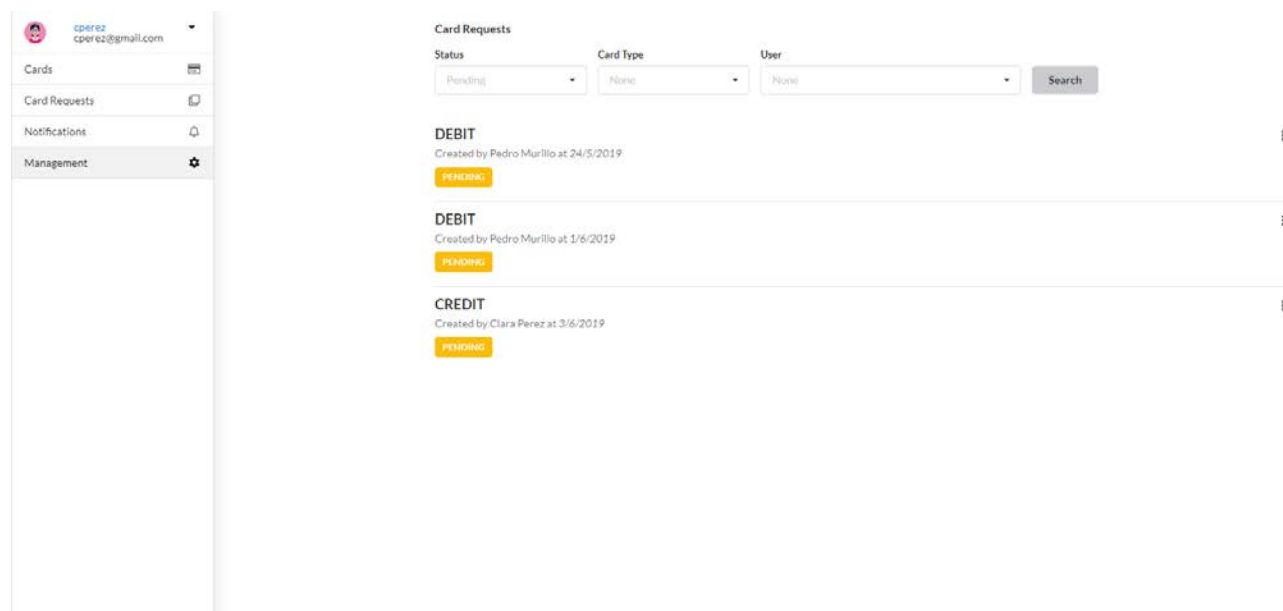 cperez
cperez@gmail.com
Cards
Card Requests
Notifications
Management
Card Requests
Status
Card Type
User
Pending
None
None
Search
DEBIT
Created by Pedro Murillo at 24/5/2019
PENDING
DEBIT
Created by Pedro Murillo at 1/6/2019
PENDING
CREDIT
Created by Clara Perez at 3/6/2019
PENDING